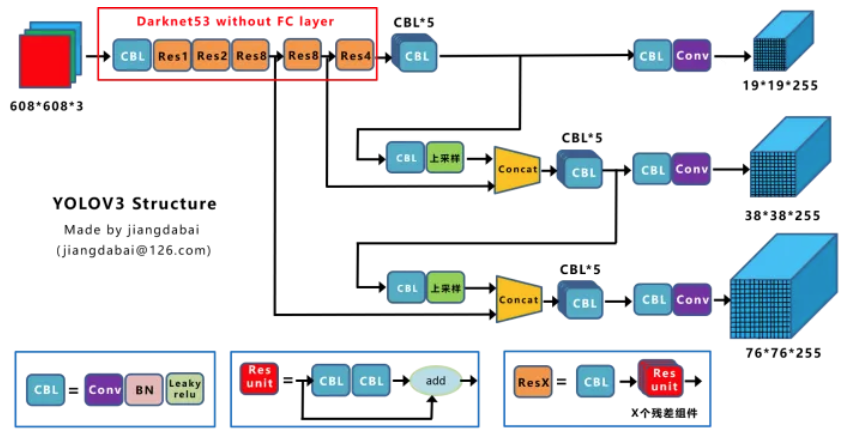 Darknet53 without FC layer
CBL*5
CBL Res1 Res2 Res8 Res8 Res4 CBL CBL Conv
608*608*3
19*19*255
CBL*5
CBL 上采样 Concat CBL CBL Conv
38*38*255
YOLOV3 Structure
Made by jiangdabai
(jiangdabai@126.com)
CBL*5
CBL 上采样 Concat CBL CBL Conv
76*76*255
CBL = Conv BN Leaky relu
Res unit = CBL CBL add
ResX = CBL Res unit
X个残差组件